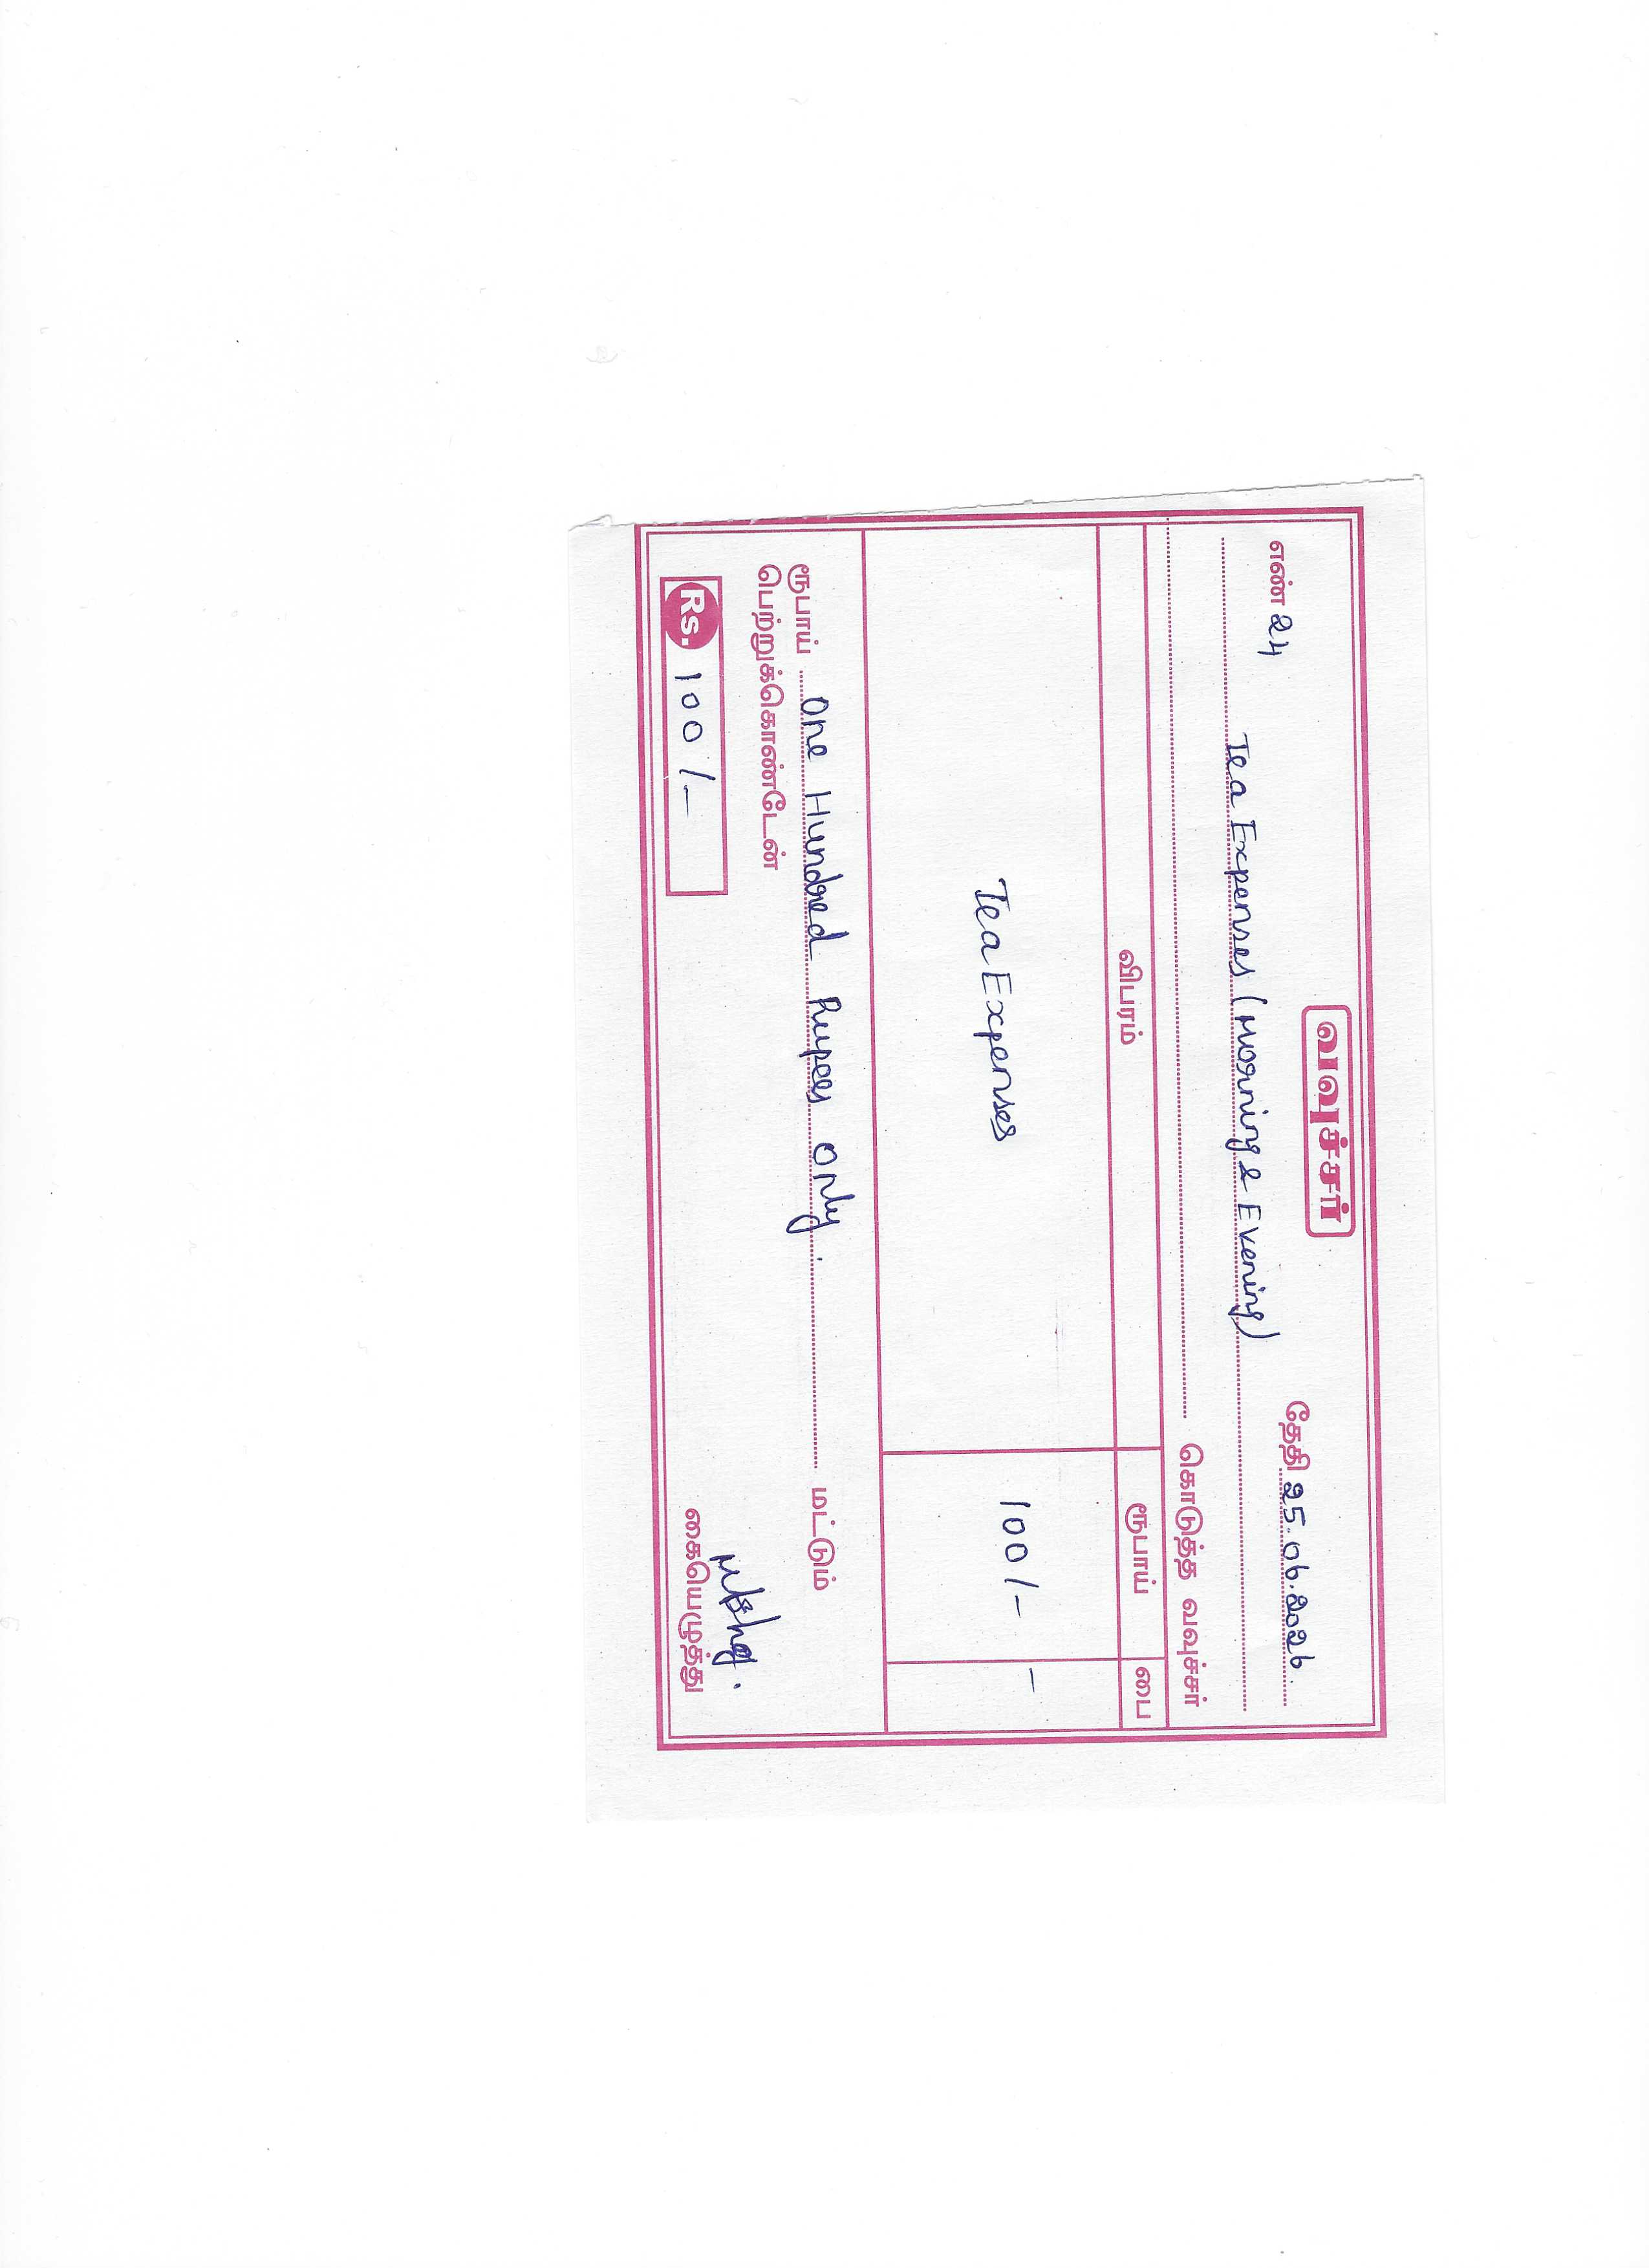 வவுச்சர்
எண் 24
தேதி 25.06.2026
Tea Expenses (Morning & Evening)
கொடுத்த வவுச்சர்
விபரம் ரூபாய் பை
Tea Expenses 100/- -
ரூபாய் One Hundred Rupees Only. மட்டும்
பெற்றுக்கொண்டேன்
Rs. 100/-
கையெழுத்து